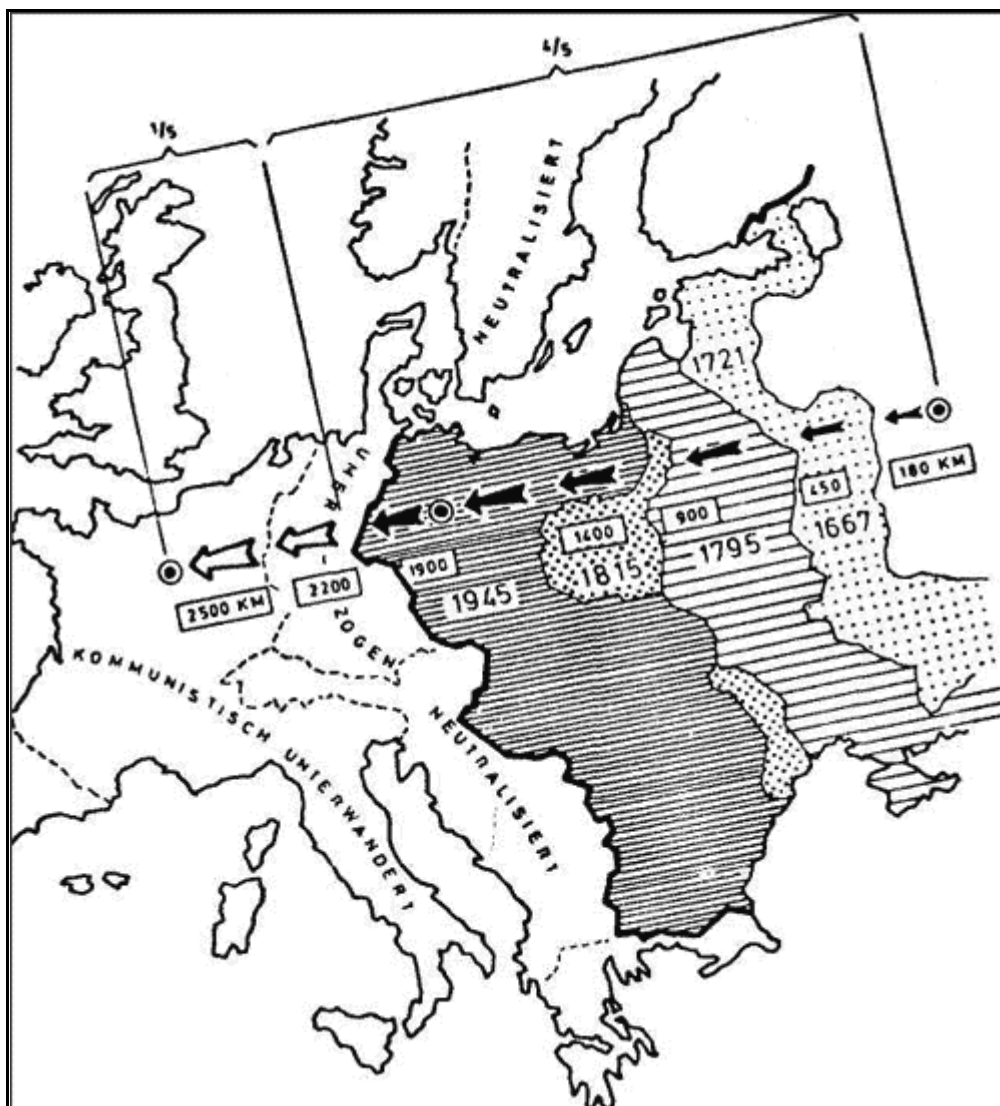 4/5
1/5
NEUTRALISIERT
1721
180 KM
450
1667
900
1795
1400
1815
1900
1945
2200
2500 KM
UMER
ZOGEN
KOMMUNISTISCH UNTERWANDERT
NEUTRALISIERT